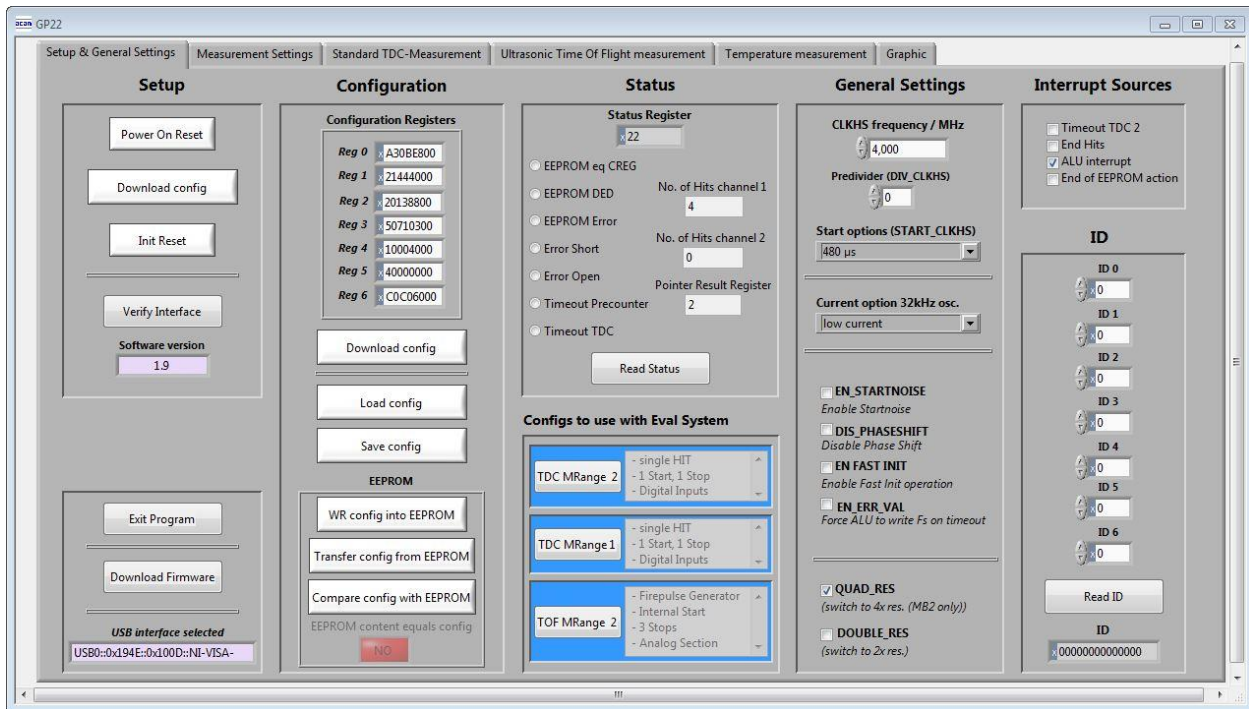 acam GP22
Setup & General Settings
Measurement Settings
Standard TDC-Measurement
Ultrasonic Time Of Flight measurement
Temperature measurement
Graphic
Setup
Power On Reset
Download config
Init Reset
Verify Interface
Software version
1.9
Exit Program
Download Firmware
USB interface selected
USB0::0x194E::0x100D::NI-VISA-
Configuration
Configuration Registers
Reg 0 x A30BE800
Reg 1 x 21444000
Reg 2 x 20138800
Reg 3 x 50710300
Reg 4 x 10004000
Reg 5 x 40000000
Reg 6 x C0C06000
Download config
Load config
Save config
EEPROM
WR config into EEPROM
Transfer config from EEPROM
Compare config with EEPROM
EEPROM content equals config
NO
Status
Status Register
x 22
EEPROM eq CREG
EEPROM DED
EEPROM Error
Error Short
Error Open
Timeout Precounter
Timeout TDC
No. of Hits channel 1
4
No. of Hits channel 2
0
Pointer Result Register
2
Read Status
Configs to use with Eval System
TDC MRange 2
- single HIT
- 1 Start, 1 Stop
- Digital Inputs
TDC MRange 1
- single HIT
- 1 Start, 1 Stop
- Digital Inputs
TOF MRange 2
- Firepulse Generator
- Internal Start
- 3 Stops
- Analog Section
General Settings
CLKHS frequency / MHz
4,000
Predivider (DIV_CLKHS)
0
Start options (START_CLKHS)
480 µs
Current option 32kHz osc.
low current
EN_STARTNOISE
Enable Startnoise
DIS_PHASESHIFT
Disable Phase Shift
EN FAST INIT
Enable Fast Init operation
EN_ERR_VAL
Force ALU to write Fs on timeout
QUAD_RES
(switch to 4x res. (MB2 only))
DOUBLE_RES
(switch to 2x res.)
Interrupt Sources
Timeout TDC 2
End Hits
ALU interrupt
End of EEPROM action
ID
ID 0
x 0
ID 1
x 0
ID 2
x 0
ID 3
x 0
ID 4
x 0
ID 5
x 0
ID 6
x 0
Read ID
ID
x 00000000000000